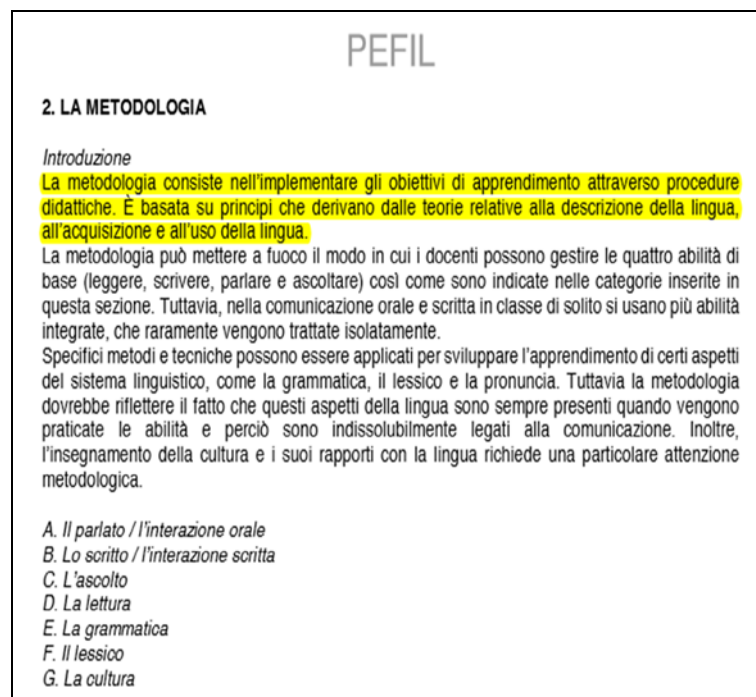 PEFIL
2. LA METODOLOGIA
Introduzione
La metodologia consiste nell'implementare gli obiettivi di apprendimento attraverso procedure
didattiche. È basata su principi che derivano dalle teorie relative alla descrizione della lingua,
all'acquisizione e all'uso della lingua.
La metodologia può mettere a fuoco il modo in cui i docenti possono gestire le quattro abilità di
base (leggere, scrivere, parlare e ascoltare) così come sono indicate nelle categorie inserite in
questa sezione. Tuttavia, nella comunicazione orale e scritta in classe di solito si usano più abilità
integrate, che raramente vengono trattate isolatamente.
Specifici metodi e tecniche possono essere applicati per sviluppare l'apprendimento di certi aspetti
del sistema linguistico, come la grammatica, il lessico e la pronuncia. Tuttavia la metodologia
dovrebbe riflettere il fatto che questi aspetti della lingua sono sempre presenti quando vengono
praticate le abilità e perciò sono indissolubilmente legati alla comunicazione. Inoltre,
l'insegnamento della cultura e i suoi rapporti con la lingua richiede una particolare attenzione
metodologica.
A. Il parlato / l'interazione orale
B. Lo scritto / l'interazione scritta
C. L'ascolto
D. La lettura
E. La grammatica
F. Il lessico
G. La cultura